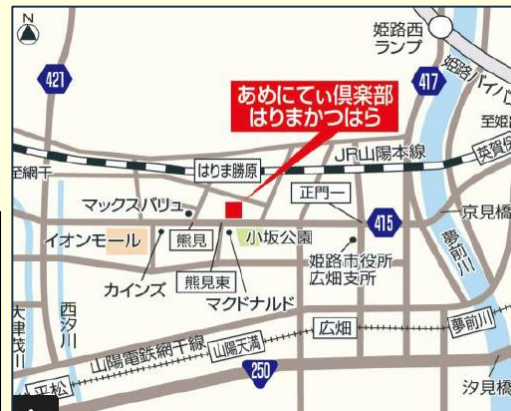 N
姫路西
ランプ
421
417
姫路バイパ
あめにてぃ倶楽部
はりまかつはら
JR山陽本線
至姫
英賀保
至網干
はりま勝原
マックスバリュ
正門一
京見橋
415
イオンモール
熊見
小坂公園
姫路市役所
広畑支所
夢前川
カインズ
熊見東
マクドナルド
西汐川
大津茂川
山陽電鉄網干線
山陽天満
広畑
夢前川
平松
250
汐見橋